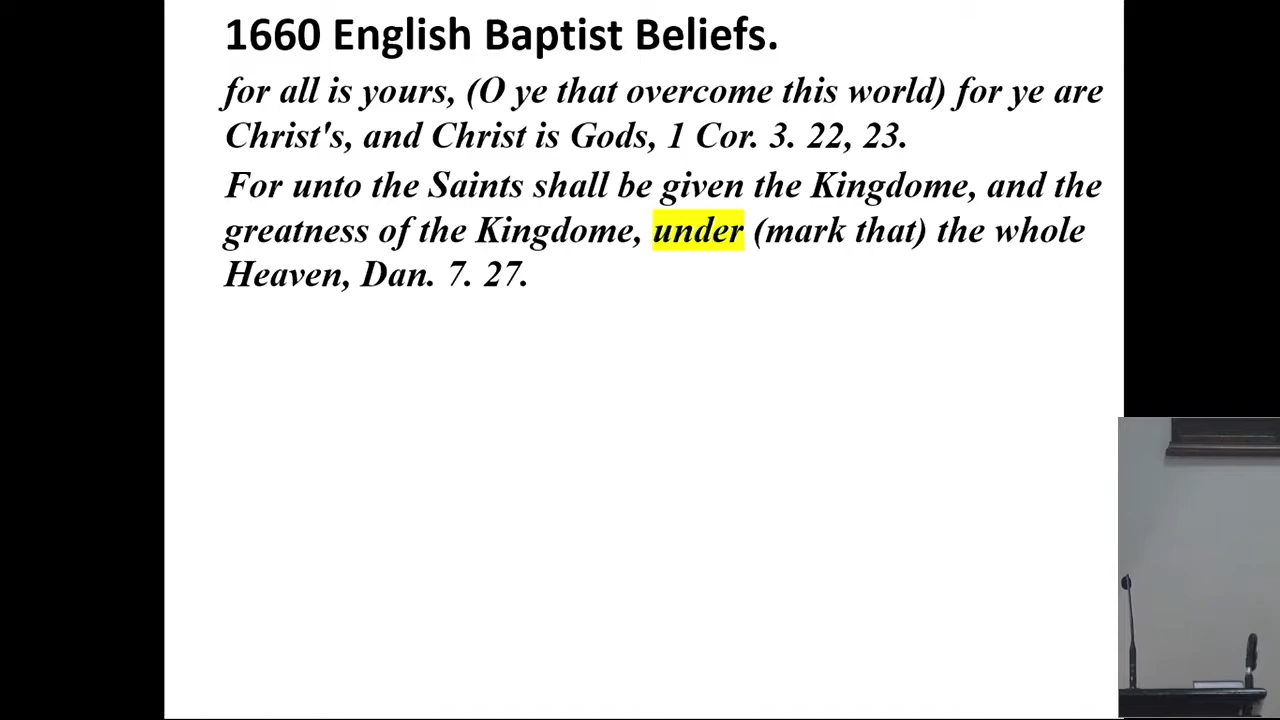 1660 English Baptist Beliefs.
for all is yours, (O ye that overcome this world) for ye are
Christ's, and Christ is Gods, 1 Cor. 3. 22, 23.
For unto the Saints shall be given the Kingdome, and the
greatness of the Kingdome, under (mark that) the whole
Heaven, Dan. 7. 27.